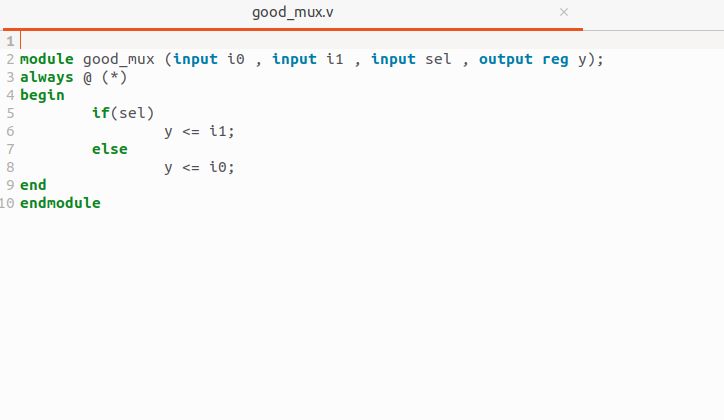 good_mux.v ×
1
2 module good_mux (input i0 , input i1 , input sel , output reg y);
3 always @ (*)
4 begin
5         if(sel)
6                 y <= i1;
7         else
8                 y <= i0;
9 end
10 endmodule